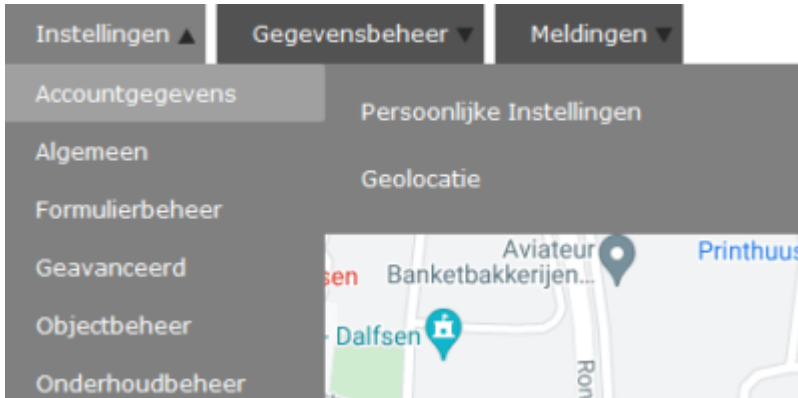 Instellingen ▲ Gegevensbeheer ▼ Meldingen ▼
Accountgegevens
Persoonlijke Instellingen
Algemeen
Geolocatie
Formulierbeheer
Geavanceerd
Objectbeheer
Onderhoudbeheer
Aviateur
Banketbakkerijen...
Printhuus
Dalfsen